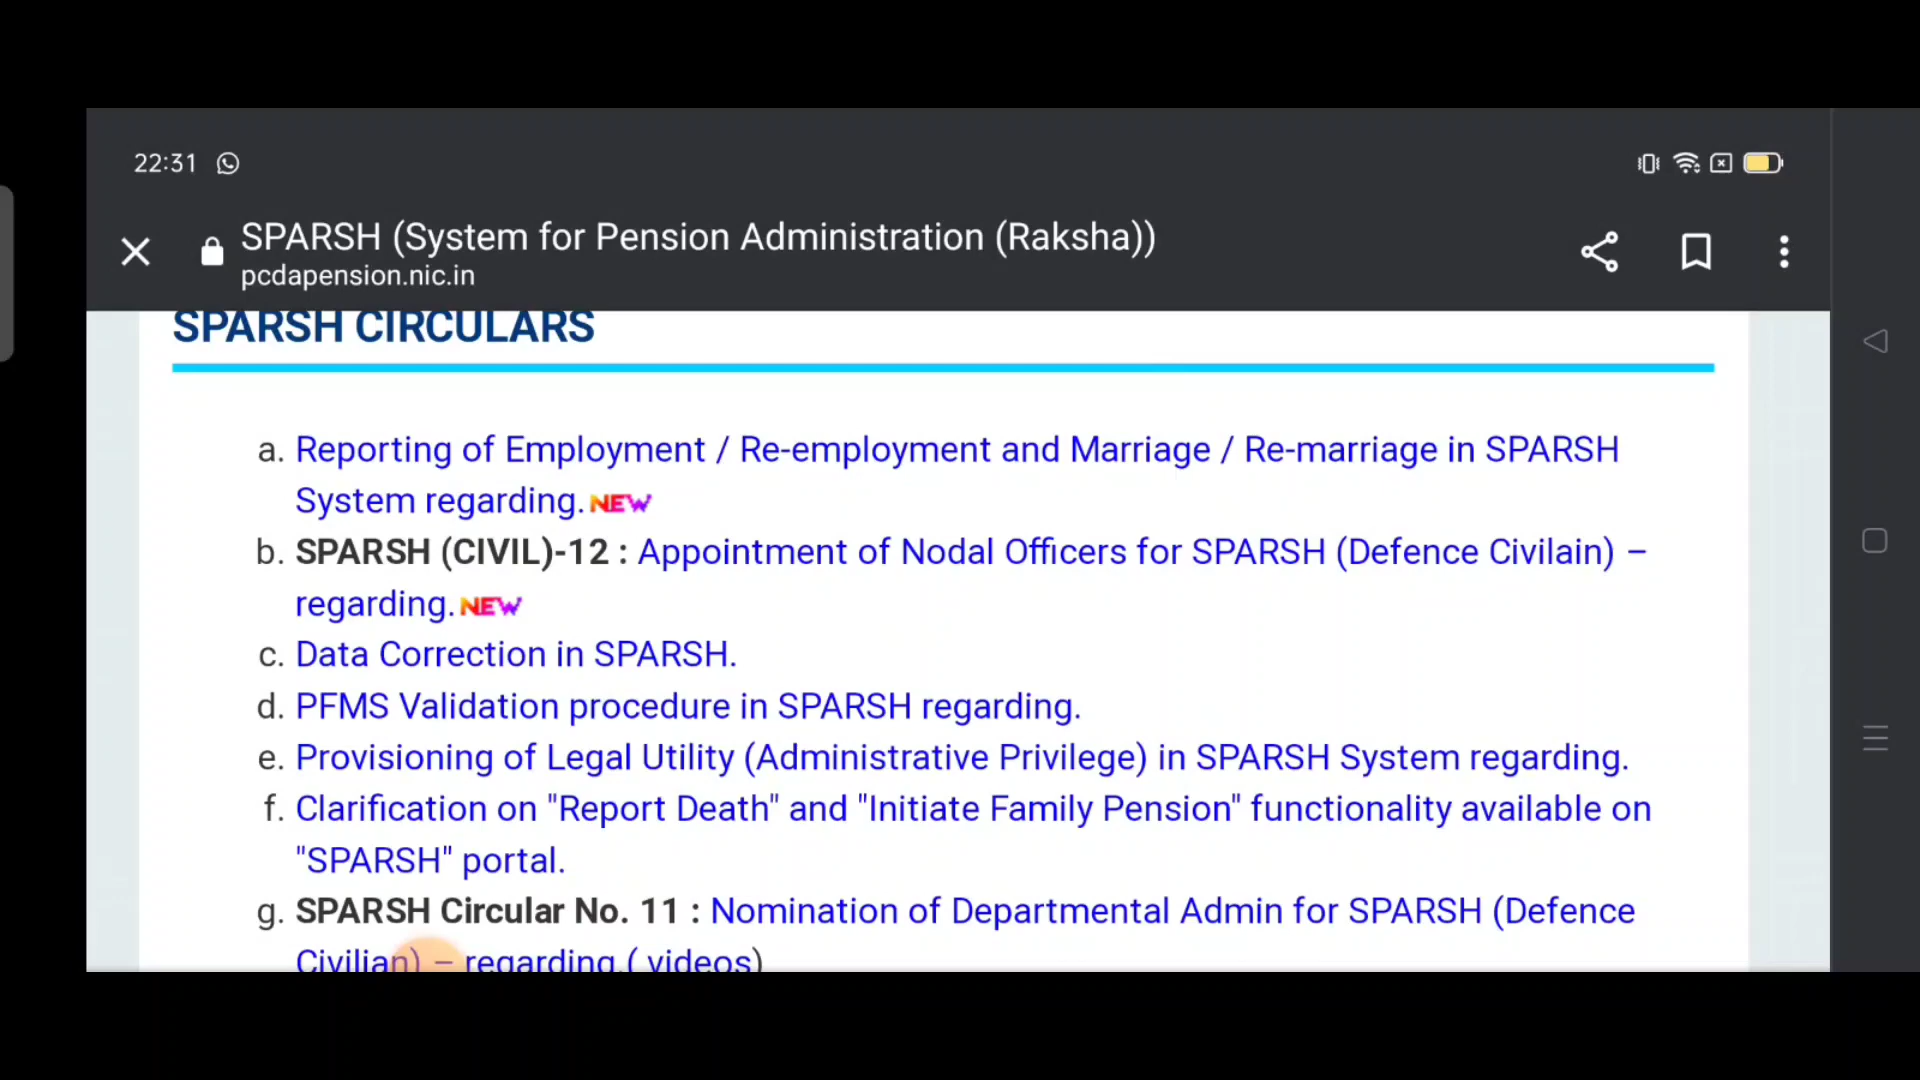 22:31
SPARSH (System for Pension Administration (Raksha))
pcdapension.nic.in
SPARSH CIRCULARS
a. Reporting of Employment / Re-employment and Marriage / Re-marriage in SPARSH
System regarding. NEW
b. SPARSH (CIVIL)-12 : Appointment of Nodal Officers for SPARSH (Defence Civilain) –
regarding. NEW
c. Data Correction in SPARSH.
d. PFMS Validation procedure in SPARSH regarding.
e. Provisioning of Legal Utility (Administrative Privilege) in SPARSH System regarding.
f. Clarification on "Report Death" and "Initiate Family Pension" functionality available on
"SPARSH" portal.
g. SPARSH Circular No. 11 : Nomination of Departmental Admin for SPARSH (Defence
Civilian) – regarding.( videos)